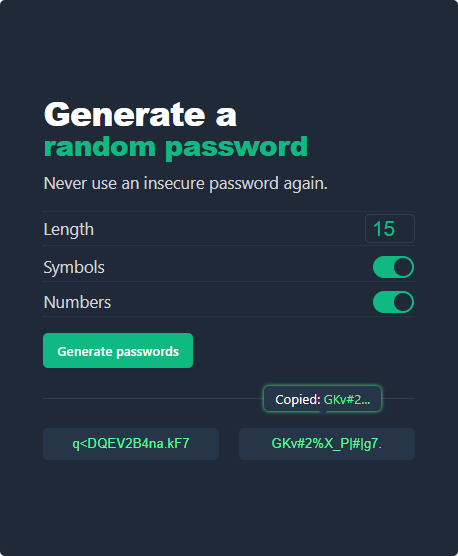 Generate a
random password
Never use an insecure password again.
Length
15
Symbols
Numbers
Generate passwords
Copied: GKv#2...
q<DQEV2B4na.kF7
GKv#2%X_P|#|g7.